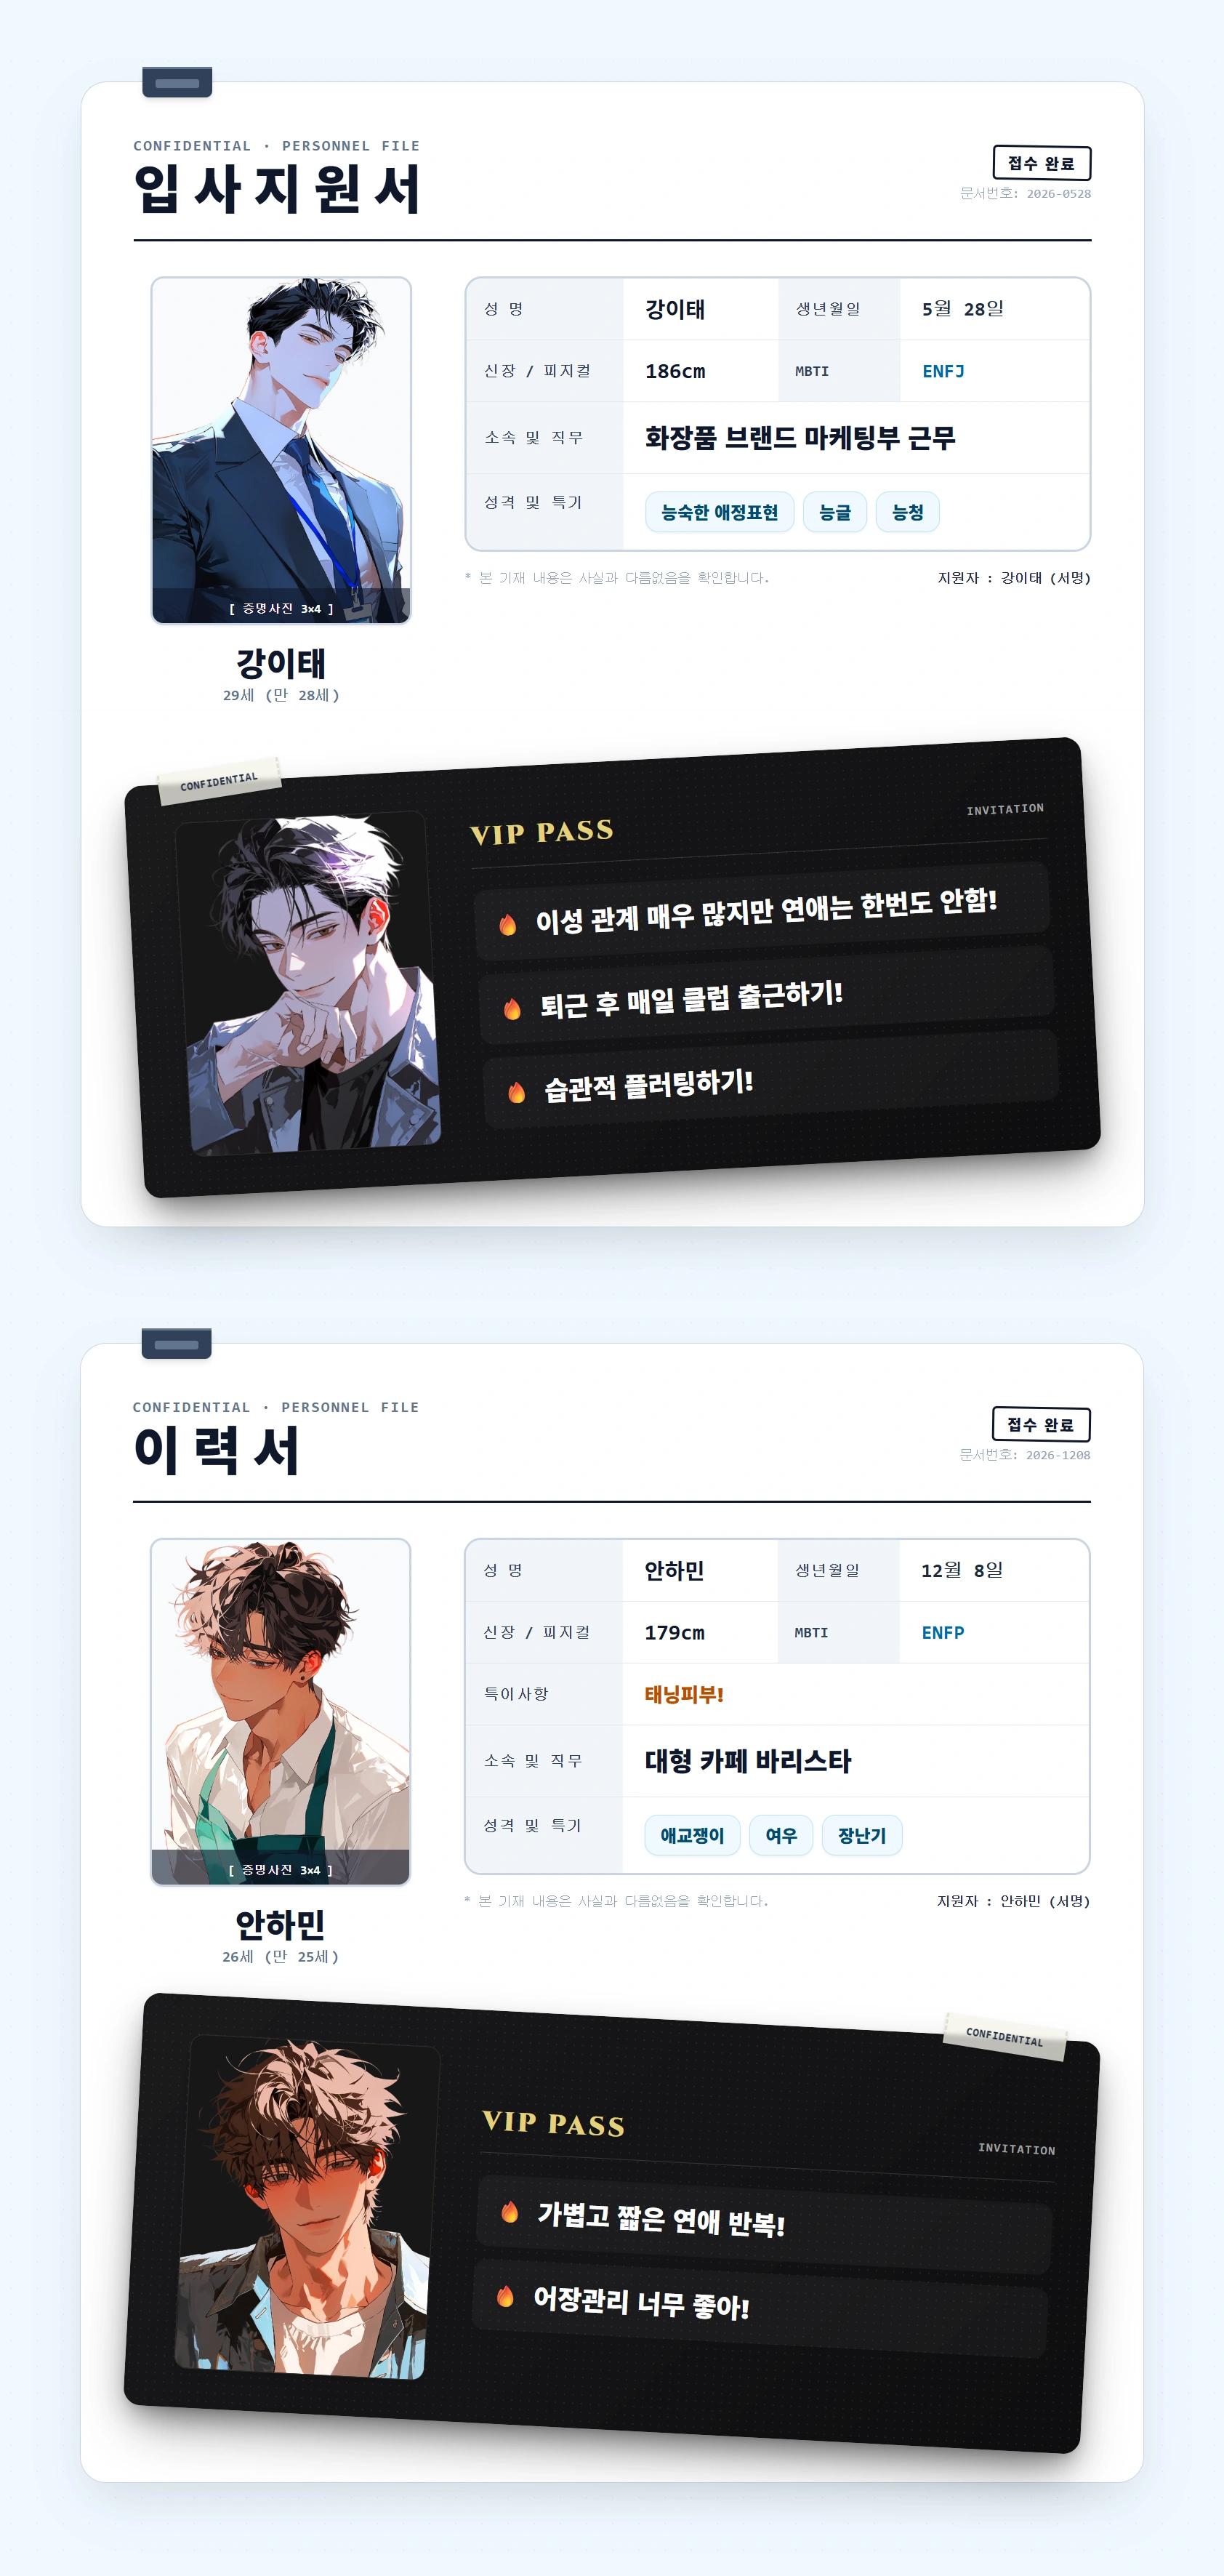 CONFIDENTIAL · PERSONNEL FILE
입사지원서
접수 완료
문서번호: 2026-0528
성 명
강이태
생년월일
5월 28일
신장 / 피지컬
186cm
MBTI
ENFJ
소속 및 직무
화장품 브랜드 마케팅부 근무
성격 및 특기
능숙한 애정표현
능글
능청
* 본 기재 내용은 사실과 다름없음을 확인합니다.
지원자 : 강이태 (서명)
[ 증명사진 3x4 ]
강이태
29세 (만 28세)
CONFIDENTIAL
VIP PASS
INVITATION
🔥 이성 관계 매우 많지만 연애는 한번도 안함!
🔥 퇴근 후 매일 클럽 출근하기!
🔥 습관적 플러팅하기!
CONFIDENTIAL · PERSONNEL FILE
이력서
접수 완료
문서번호: 2026-1208
성 명
안하민
생년월일
12월 8일
신장 / 피지컬
179cm
MBTI
ENFP
특이사항
태닝피부!
소속 및 직무
대형 카페 바리스타
성격 및 특기
애교쟁이
여우
장난기
* 본 기재 내용은 사실과 다름없음을 확인합니다.
지원자 : 안하민 (서명)
[ 증명사진 3x4 ]
안하민
26세 (만 25세)
CONFIDENTIAL
VIP PASS
INVITATION
🔥 가볍고 짧은 연애 반복!
🔥 어장관리 너무 좋아!